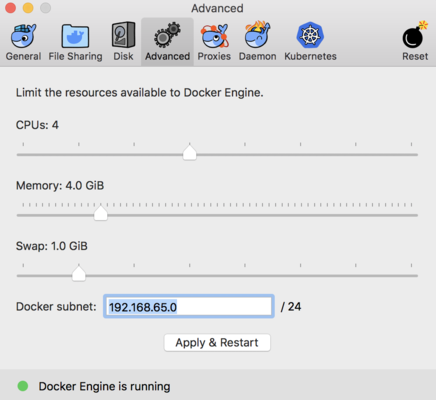 Advanced
General File Sharing Disk Advanced Proxies Daemon Kubernetes Reset
Limit the resources available to Docker Engine.
CPUs: 4
Memory: 4.0 GiB
Swap: 1.0 GiB
Docker subnet: 192.168.65.0 / 24
Apply & Restart
Docker Engine is running